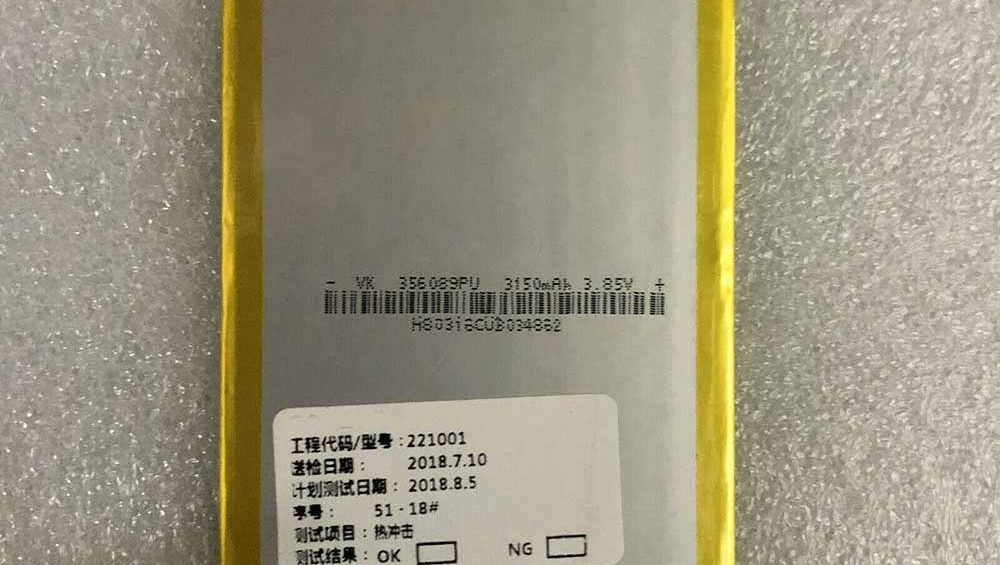 - VK 356089PU 3150mAh 3.85V +
H80316CUB034862
工程代码/型号：221001
送检日期： 2018.7.10
计划测试日期：2018.8.5
序号： 51-18#
测试项目：热冲击
测试结果：OK NG